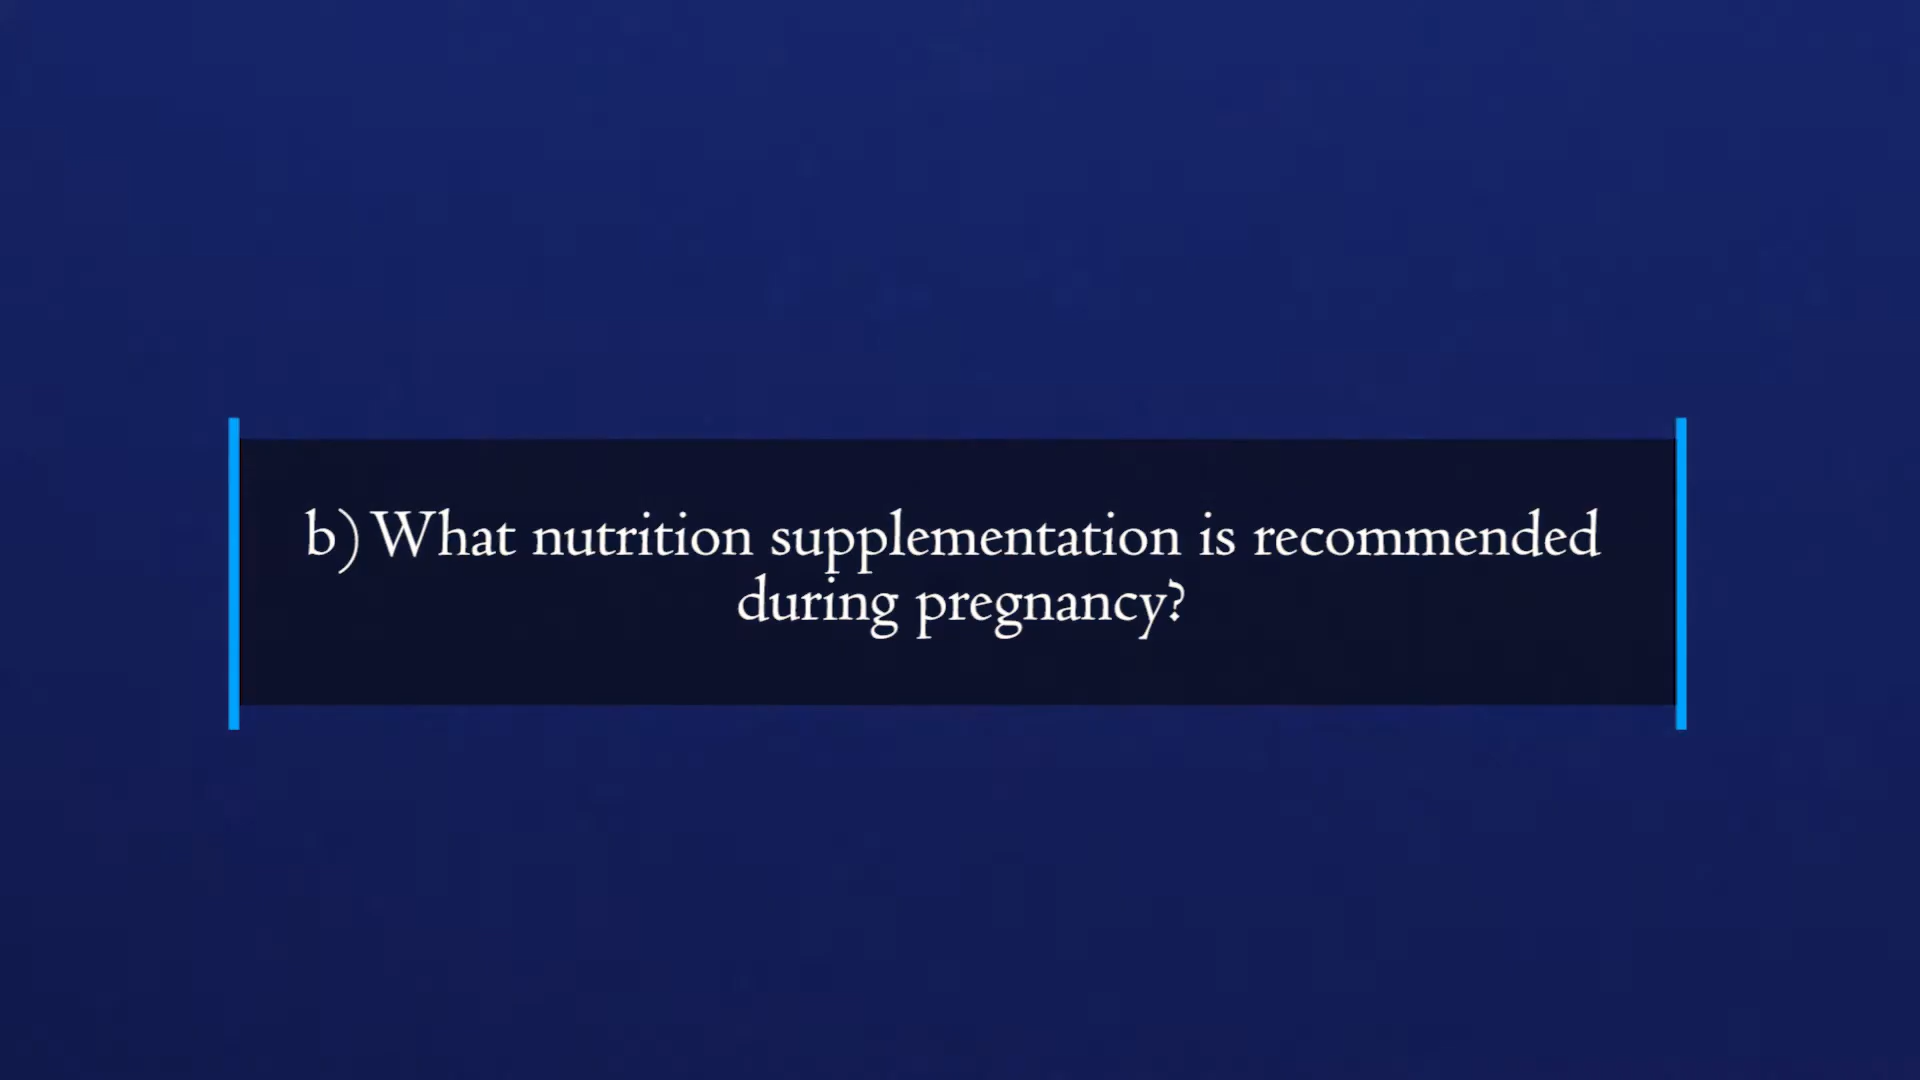 b) What nutrition supplementation is recommended
during pregnancy?